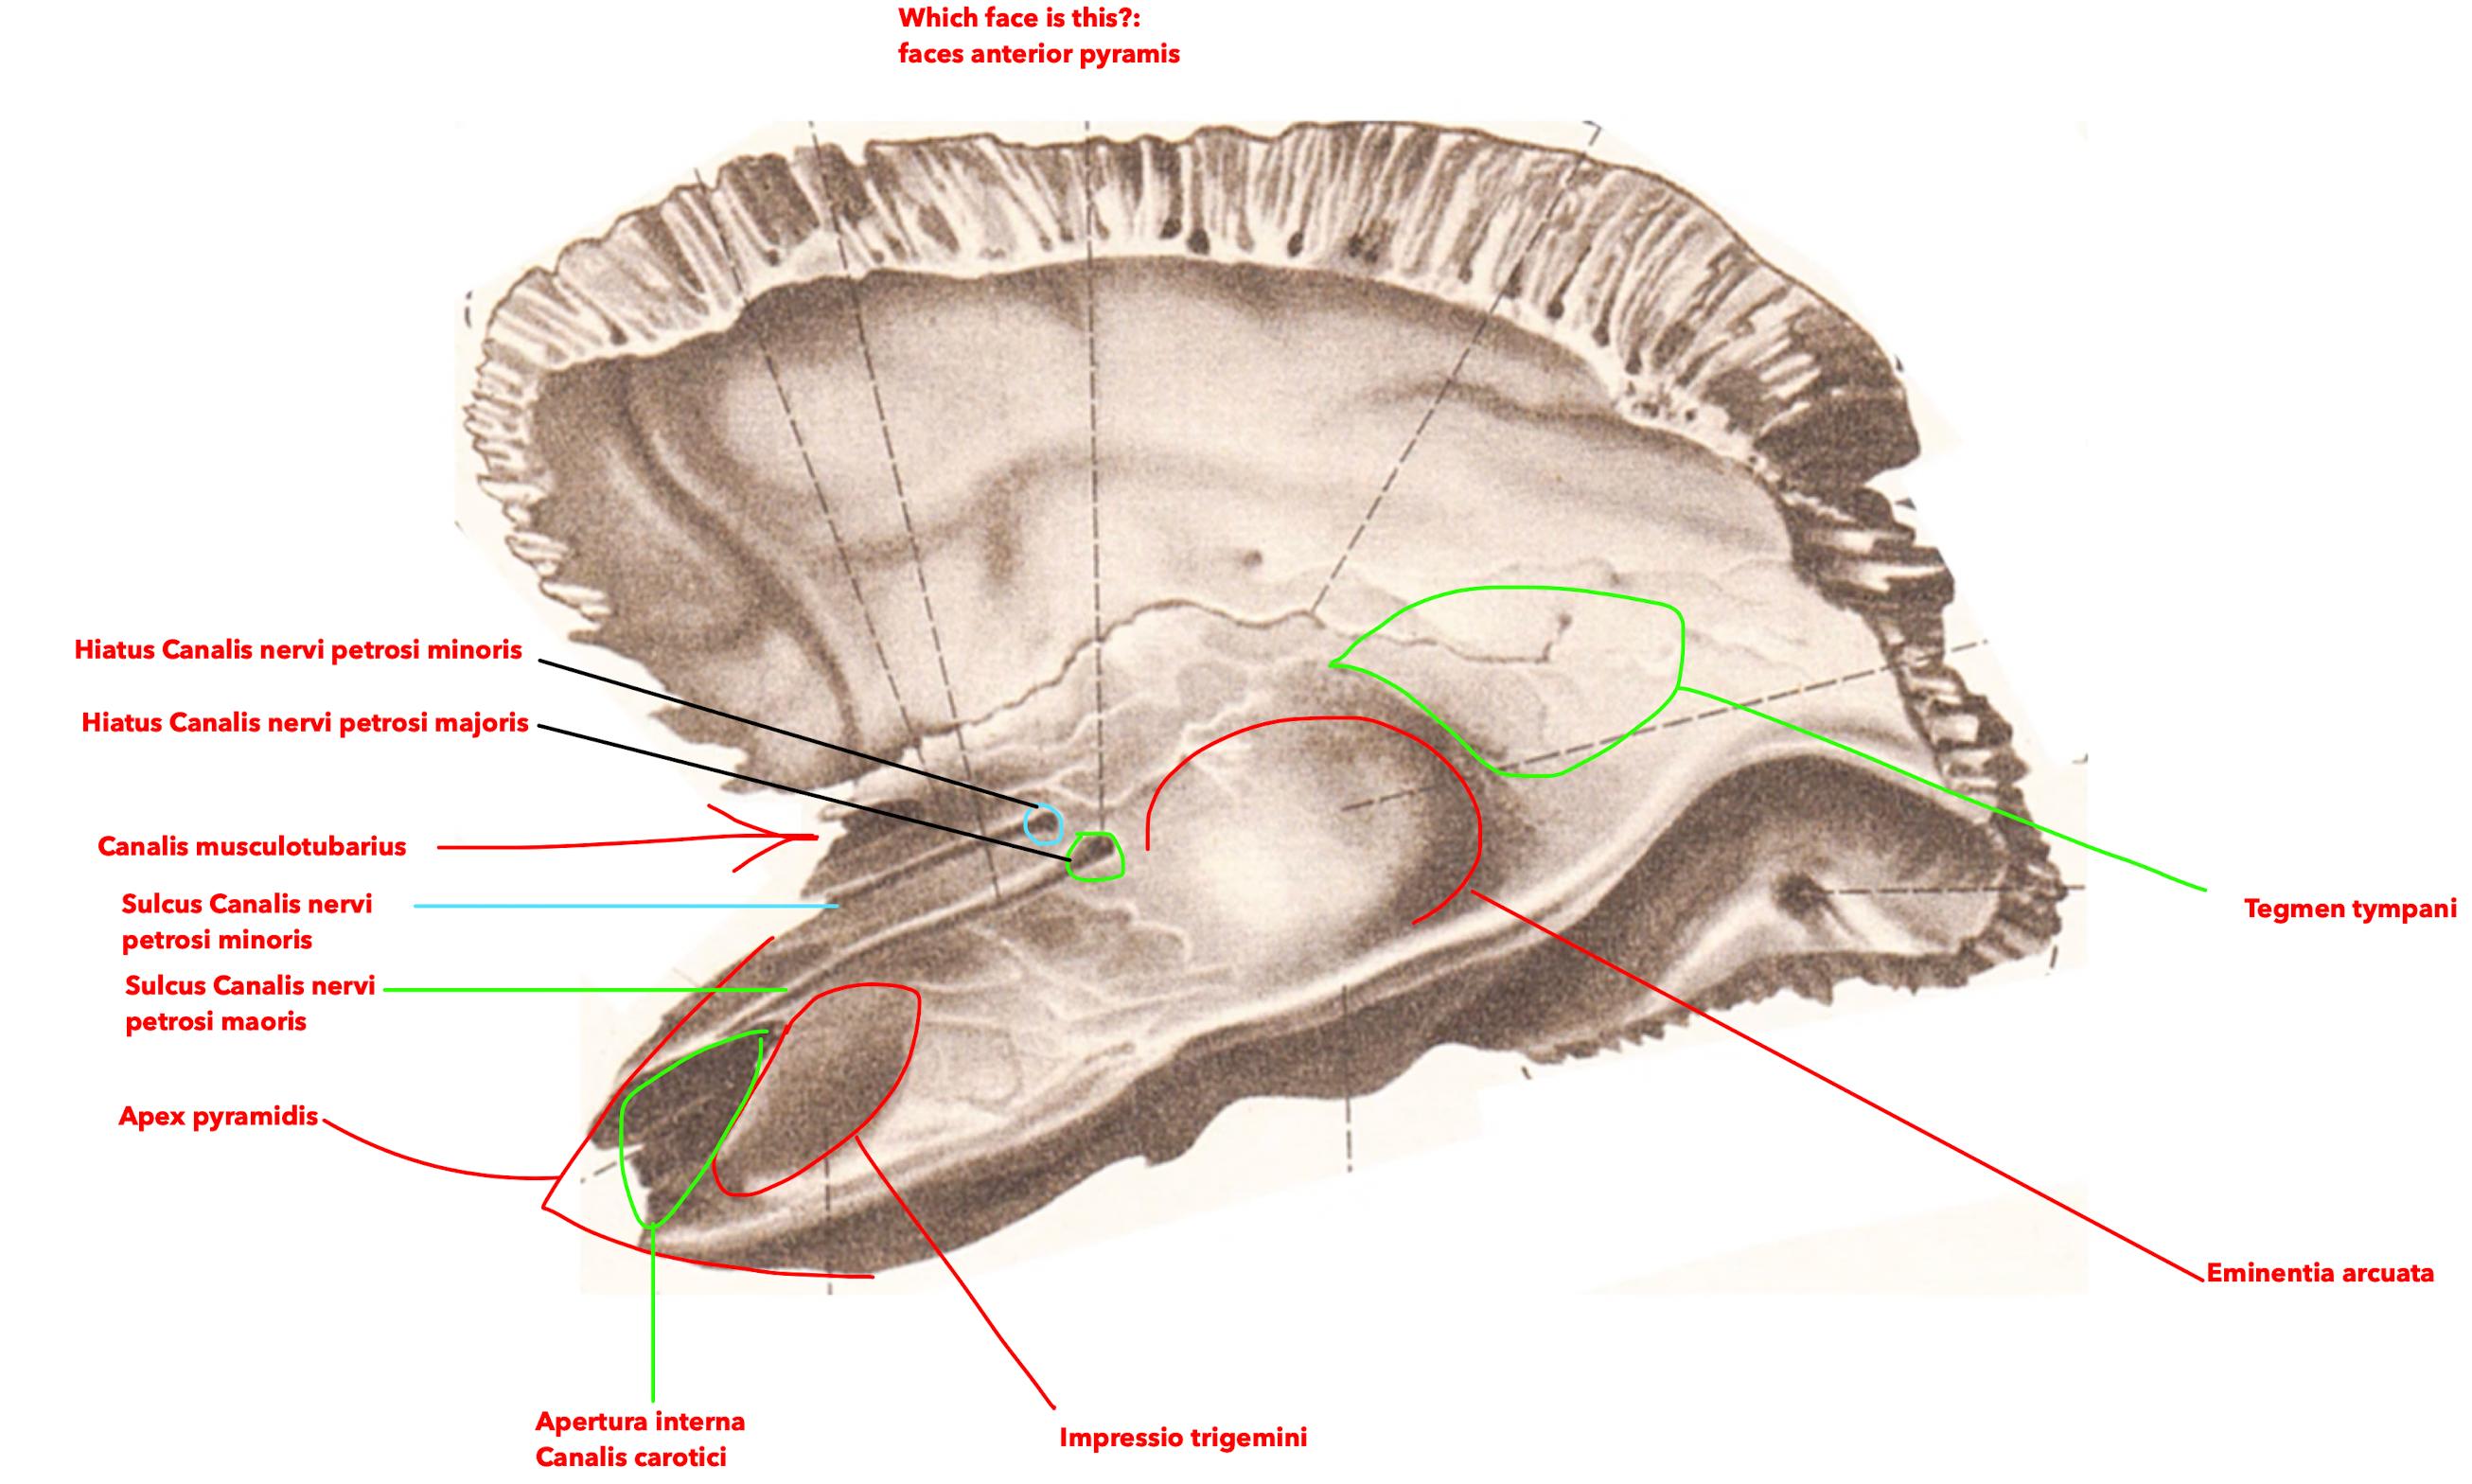 Which face is this?:
faces anterior pyramis
Hiatus Canalis nervi petrosi minoris
Hiatus Canalis nervi petrosi majoris
Canalis musculotubarius
Sulcus Canalis nervi
petrosi minoris
Sulcus Canalis nervi
petrosi maoris
Apex pyramidis
Tegmen tympani
Eminentia arcuata
Apertura interna
Canalis carotici
Impressio trigemini